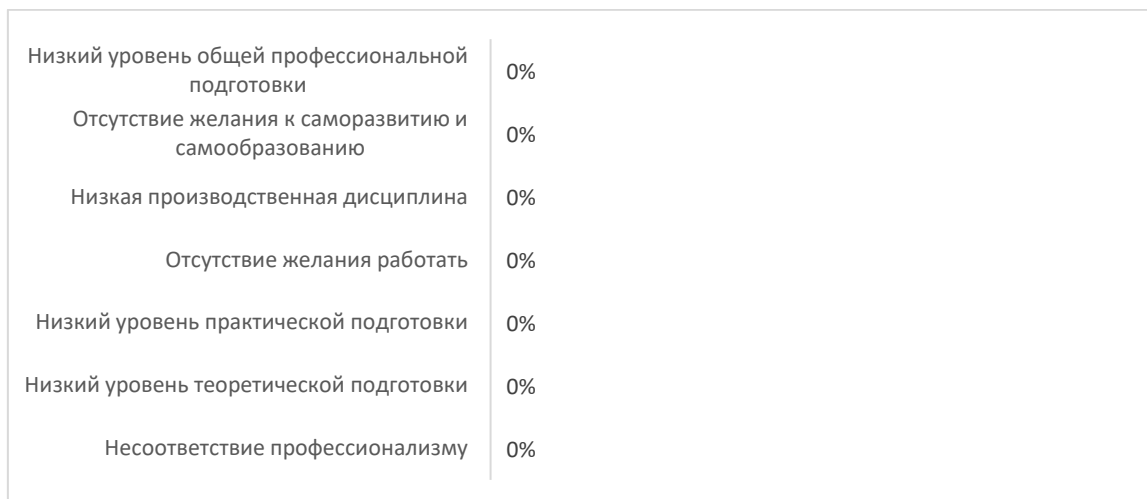 Низкий уровень общей профессиональной
подготовки
0%
Отсутствие желания к саморазвитию и
самообразованию
0%
Низкая производственная дисциплина
0%
Отсутствие желания работать
0%
Низкий уровень практической подготовки
0%
Низкий уровень теоретической подготовки
0%
Несоответствие профессионализму
0%